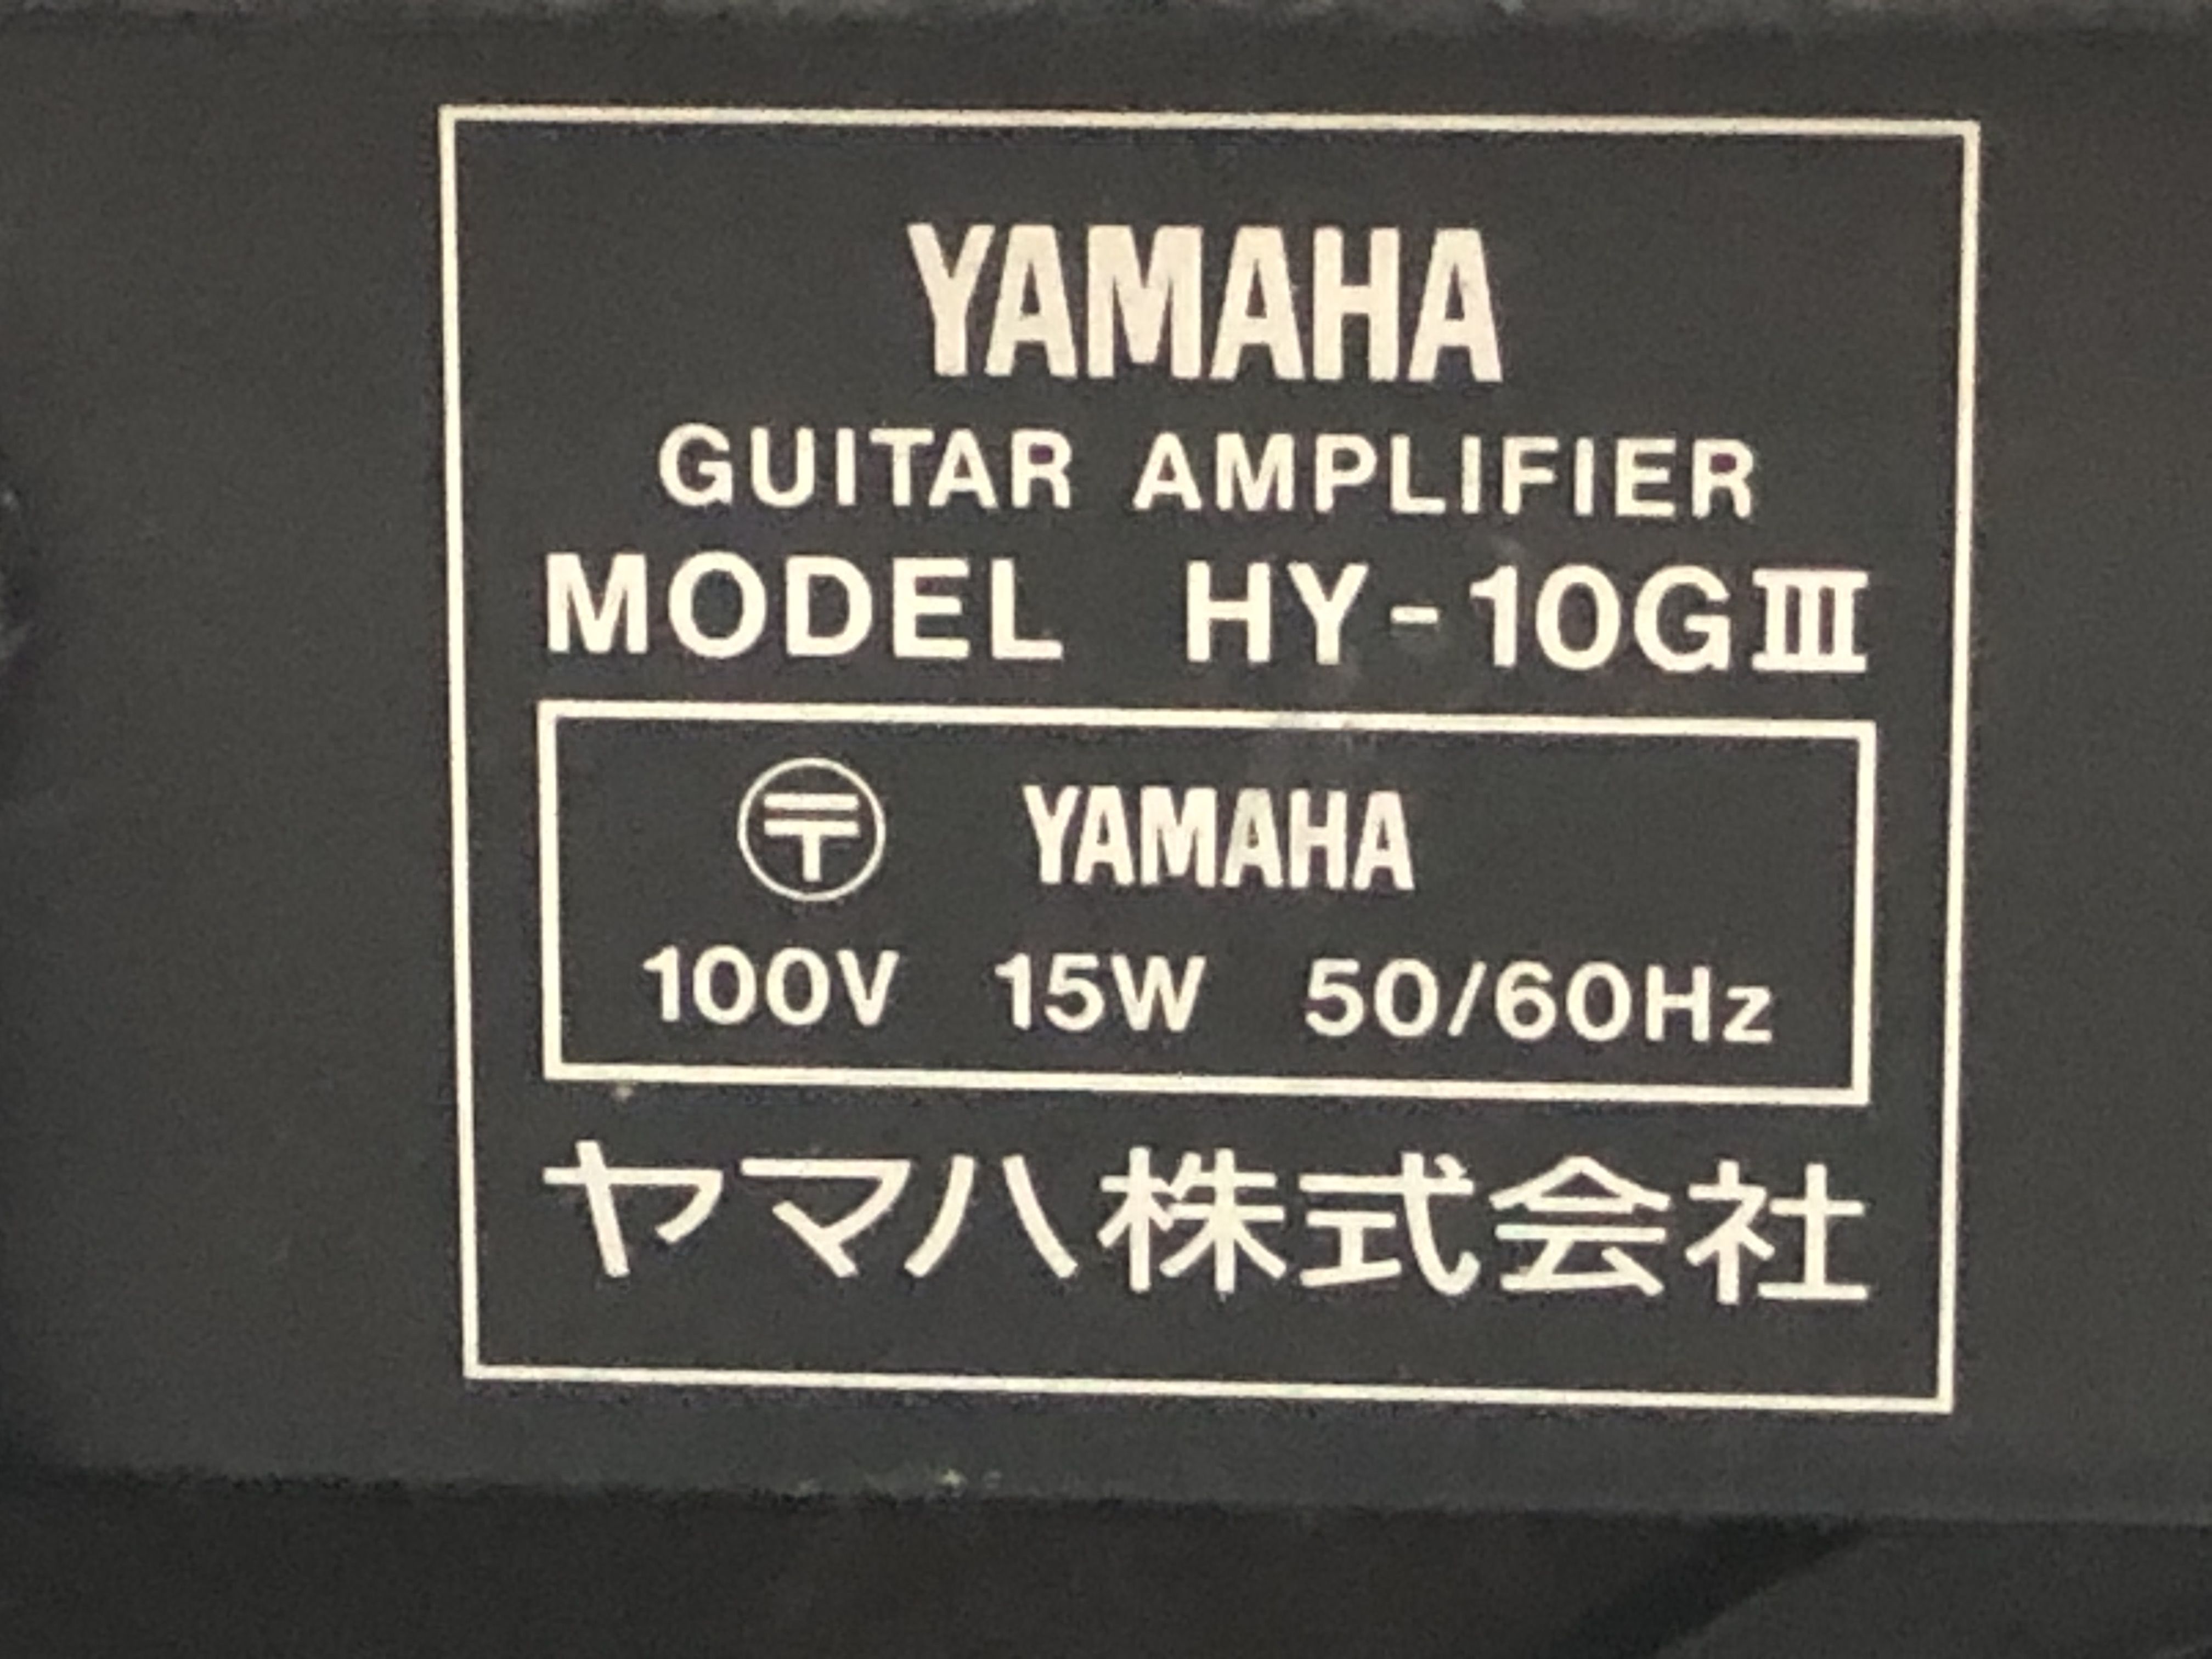 YAMAHA
GUITAR AMPLIFIER
MODEL HY-10GIII
〶 YAMAHA
100V 15W 50/60Hz
ヤマハ株式会社